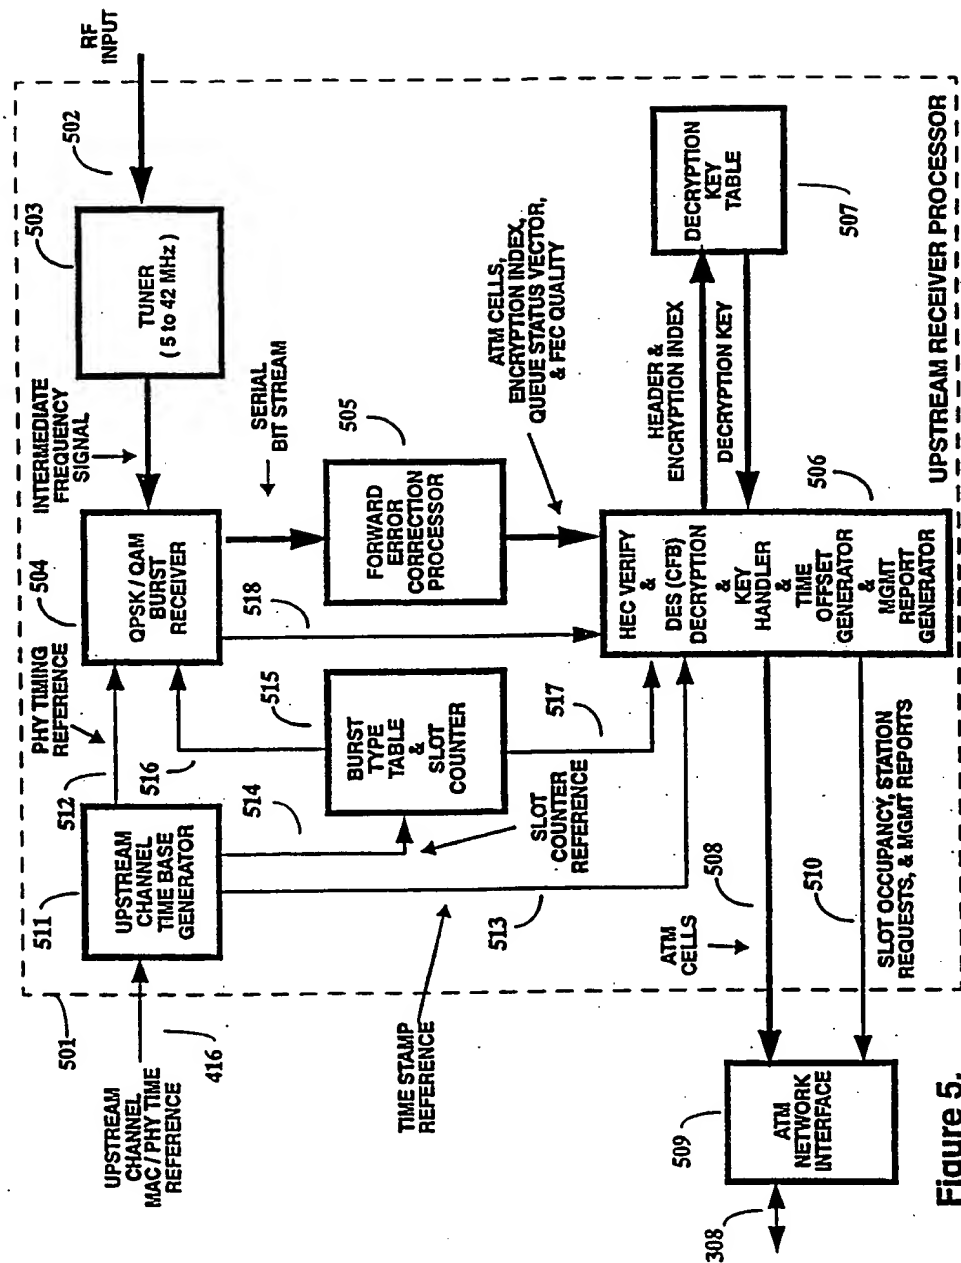 UPSTREAM
CHANNEL
MAC / PHY TIME
REFERENCE
416
501
511
UPSTREAM
CHANNEL
TIME BASE
GENERATOR
512
PHY TIMING
REFERENCE
504
QPSK / QAM
BURST
RECEIVER
INTERMEDIATE
FREQUENCY
SIGNAL
503
TUNER
( 5 to 42 MHz )
502
RF
INPUT
516
514
518
SERIAL
BIT STREAM
515
BURST
TYPE
TABLE
&
SLOT
COUNTER
505
FORWARD
ERROR
CORRECTION
PROCESSOR
TIME STAMP
REFERENCE
513
SLOT
COUNTER
REFERENCE
517
ATM CELLS,
ENCRYPTION INDEX,
QUEUE STATUS VECTOR,
& FEC QUALITY
HEC VERIFY
&
DES (CFB)
DECRYPTION
&
KEY
HANDLER
&
TIME
OFFSET
GENERATOR
&
MGMT
REPORT
GENERATOR
506
HEADER &
ENCRYPTION INDEX
DECRYPTION KEY
DECRYPTION
KEY
TABLE
507
ATM
CELLS
508
510
SLOT OCCUPANCY, STATION
REQUESTS, & MGMT REPORTS
509
ATM
NETWORK
INTERFACE
308
UPSTREAM RECEIVER PROCESSOR
Figure 5.